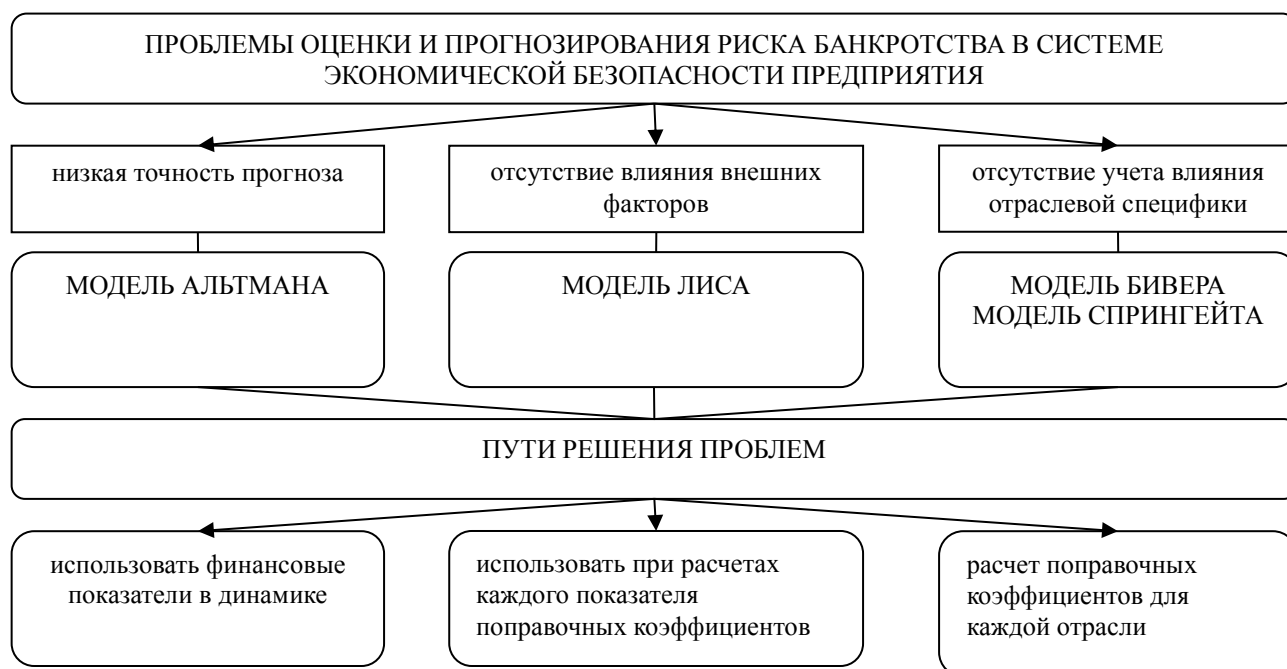 ПРОБЛЕМЫ ОЦЕНКИ И ПРОГНОЗИРОВАНИЯ РИСКА БАНКРОТСТВА В СИСТЕМЕ
ЭКОНОМИЧЕСКОЙ БЕЗОПАСНОСТИ ПРЕДПРИЯТИЯ
низкая точность прогноза
отсутствие влияния внешних
факторов
отсутствие учета влияния
отраслевой специфики
МОДЕЛЬ АЛЬТМАНА
МОДЕЛЬ ЛИСА
МОДЕЛЬ БИВЕРА
МОДЕЛЬ СПРИНГЕЙТА
ПУТИ РЕШЕНИЯ ПРОБЛЕМ
использовать финансовые
показатели в динамике
использовать при расчетах
каждого показателя
поправочных коэффициентов
расчет поправочных
коэффициентов для
каждой отрасли